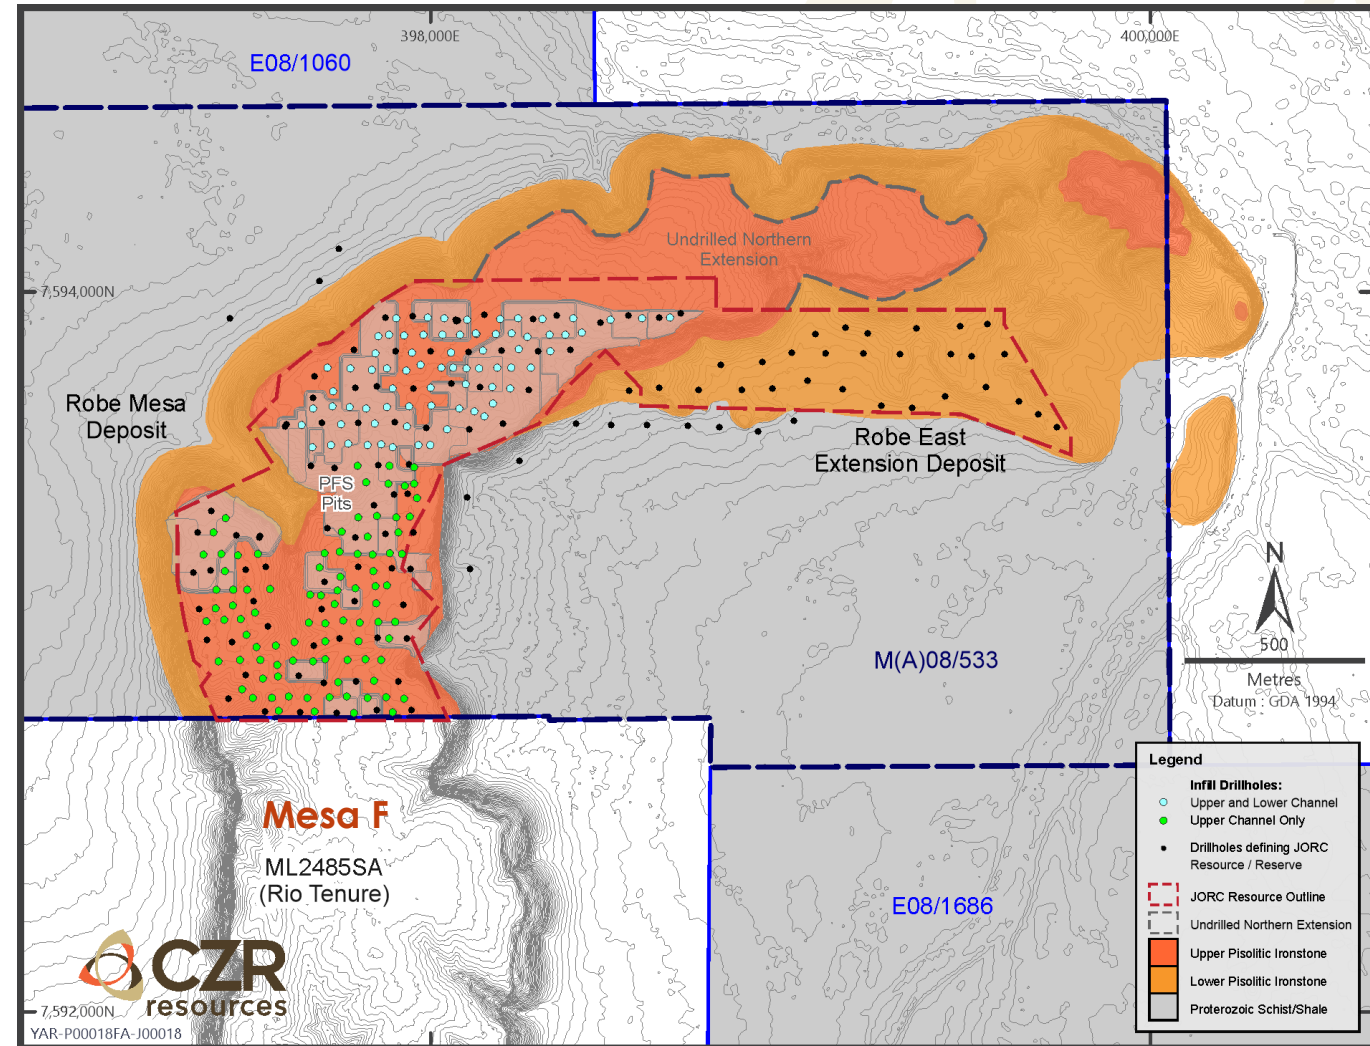 398,000E
400,000E
E08/1060
Undrilled Northern
Extension
7,594,000N
Robe Mesa
Deposit
Robe East
Extension Deposit
PFS
Pits
N
500
Metres
Datum : GDA 1994
M(A)08/533
Mesa F
ML2485SA
(Rio Tenure)
E08/1686
CZR
resources
7,592,000N
YAR-P00018FA-J00018
Legend
Infill Drillholes:
Upper and Lower Channel
Upper Channel Only
Drillholes defining JORC
Resource / Reserve
JORC Resource Outline
Undrilled Northern Extension
Upper Pisolitic Ironstone
Lower Pisolitic Ironstone
Proterozoic Schist/Shale